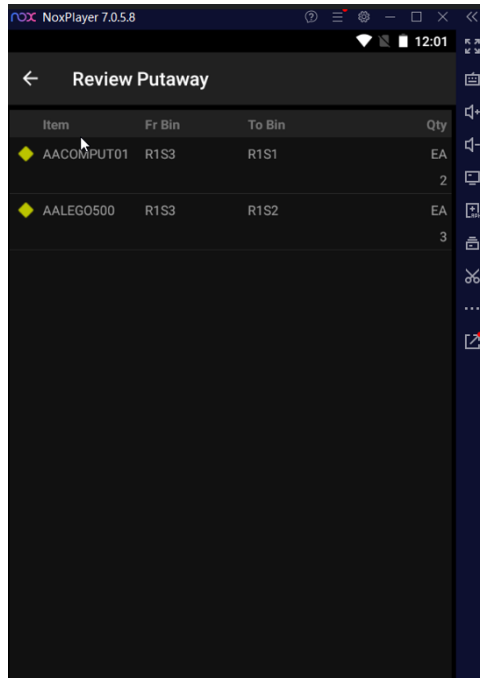 nox NoxPlayer 7.0.5.8
12:01
Review Putaway
Item Fr Bin To Bin Qty
AACOMPUT01 R1S3 R1S1 EA
2
AALEGO500 R1S3 R1S2 EA
3